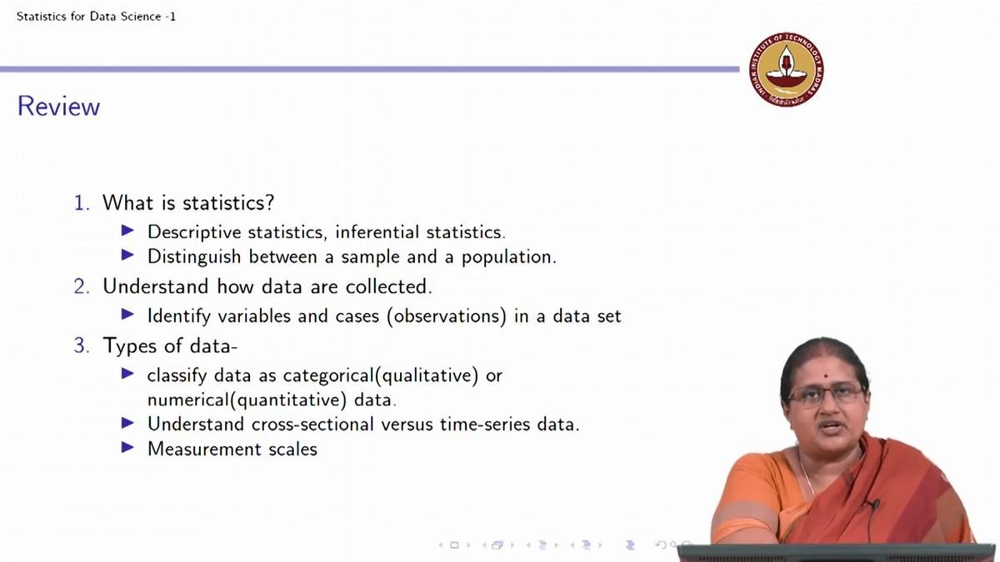 Statistics for Data Science -1
INDIAN INSTITUTE OF TECHNOLOGY MADRAS
Review
1. What is statistics?
▶ Descriptive statistics, inferential statistics.
▶ Distinguish between a sample and a population.
2. Understand how data are collected.
▶ Identify variables and cases (observations) in a data set
3. Types of data-
▶ classify data as categorical(qualitative) or
numerical(quantitative) data.
▶ Understand cross-sectional versus time-series data.
▶ Measurement scales